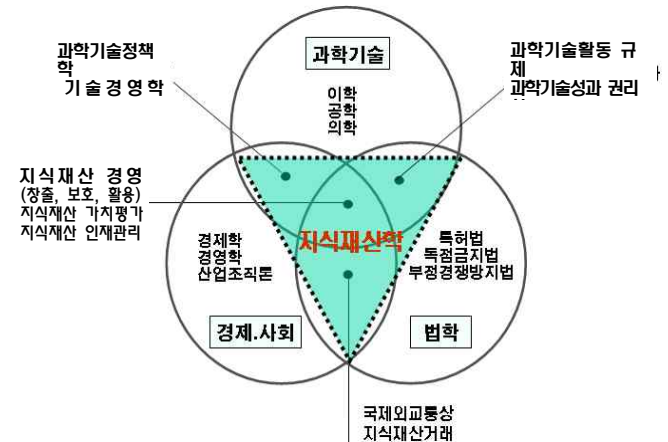 과학기술정책
학
기술경영학
과학기술
이학
공학
의학
과학기술활동 규
제
과학기술성과 권리
지식재산 경영
(창출, 보호, 활용)
지식재산 가치평가
지식재산 인재관리
지식재산학
경제학
경영학
산업조직론
특허법
독점금지법
부정경쟁방지법
경제.사회
법학
국제외교통상
지식재산거래